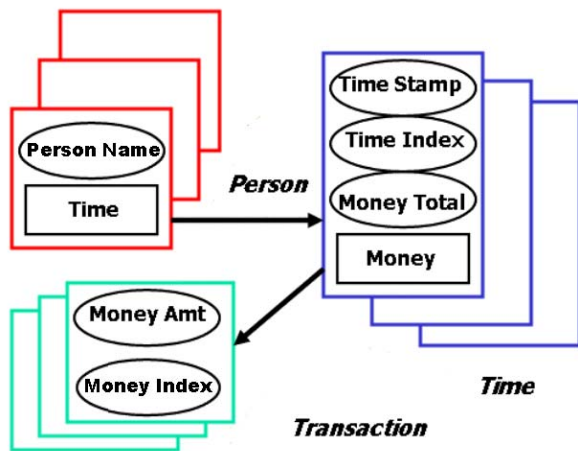 Person Name
Time
Person
Time Stamp
Time Index
Money Total
Money
Money Amt
Money Index
Time
Transaction